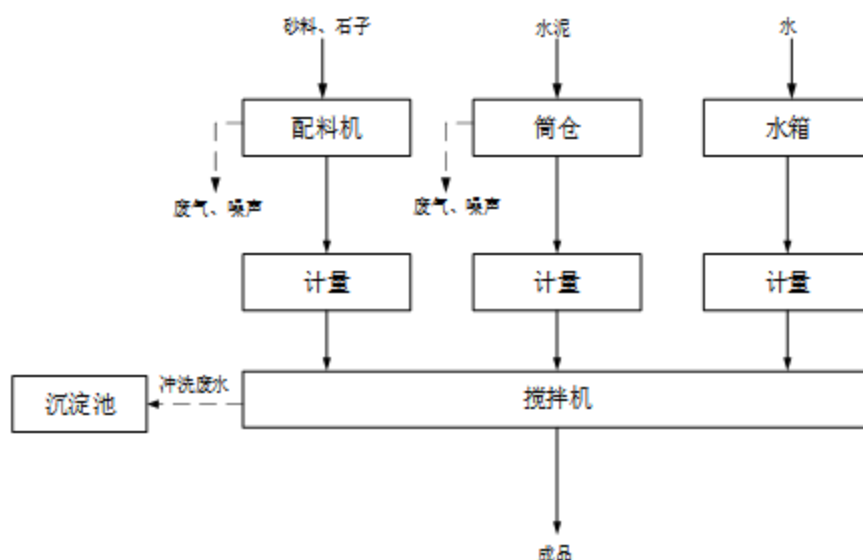 砂料、石子
水泥
水
配料机
筒仓
水箱
废气、噪声
废气、噪声
计量
计量
计量
冲洗废水
沉淀池
搅拌机
成品